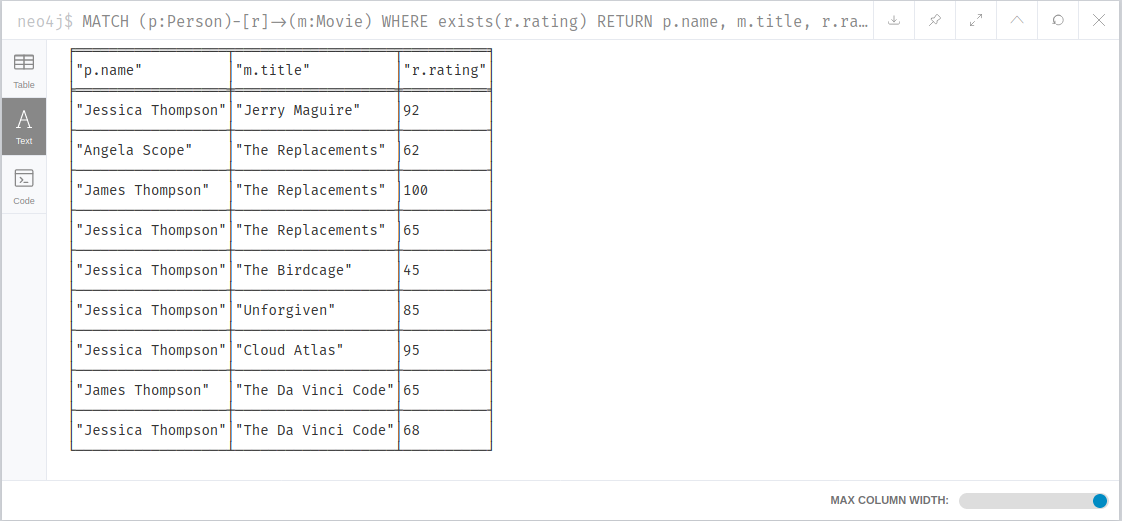 neo4j$ MATCH (p:Person)-[r]→(m:Movie) WHERE exists(r.rating) RETURN p.name, m.title, r.ra…
Table
Text
Code
"p.name" "m.title" "r.rating"
"Jessica Thompson" "Jerry Maguire" 92
"Angela Scope" "The Replacements" 62
"James Thompson" "The Replacements" 100
"Jessica Thompson" "The Replacements" 65
"Jessica Thompson" "The Birdcage" 45
"Jessica Thompson" "Unforgiven" 85
"Jessica Thompson" "Cloud Atlas" 95
"James Thompson" "The Da Vinci Code" 65
"Jessica Thompson" "The Da Vinci Code" 68
MAX COLUMN WIDTH: